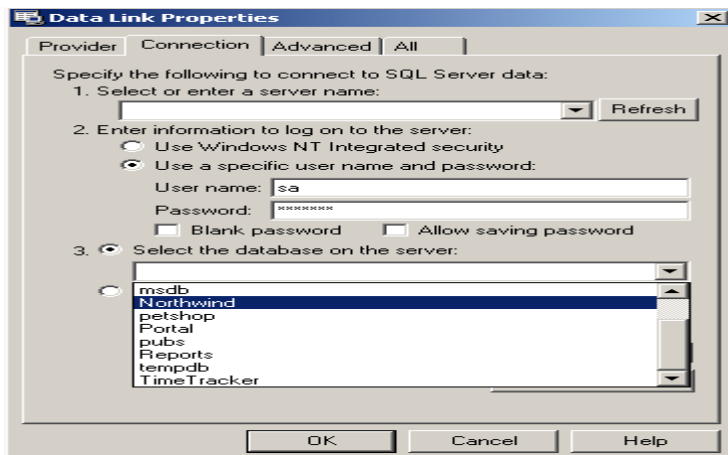 Data Link Properties
Provider Connection Advanced All
Specify the following to connect to SQL Server data:
1. Select or enter a server name:
Refresh
2. Enter information to log on to the server:
Use Windows NT Integrated security
Use a specific user name and password:
User name: sa
Password: *******
Blank password Allow saving password
3. Select the database on the server:
msdb
Northwind
petshop
Portal
pubs
Reports
tempdb
TimeTracker
OK Cancel Help